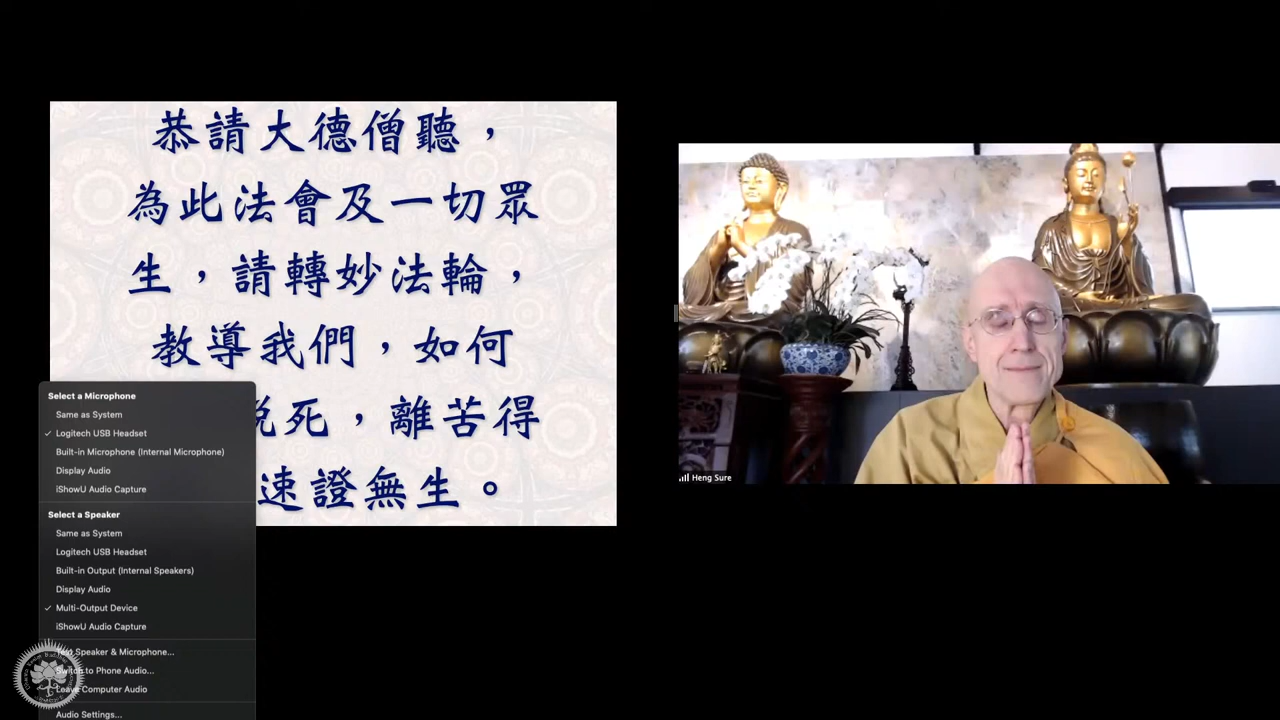 恭請大德僧聽，
為此法會及一切眾
生，請轉妙法輪，
教導我們，如何
脫死，離苦得
速證無生。
Select a Microphone
Same as System
✓ Logitech USB Headset
Built-in Microphone (Internal Microphone)
Display Audio
iShowU Audio Capture
Select a Speaker
Same as System
Logitech USB Headset
Built-in Output (Internal Speakers)
Display Audio
✓ Multi-Output Device
iShowU Audio Capture
Speaker & Microphone...
Switch to Phone Audio...
Leave Computer Audio
Audio Settings...
Heng Sure